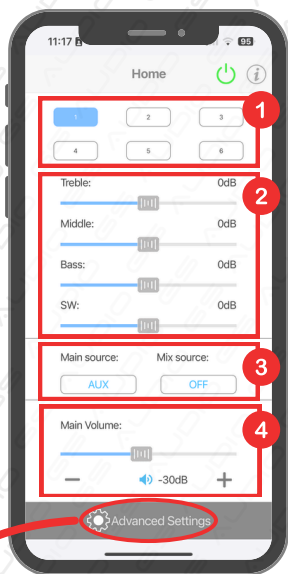 11:17
95
Home
1 2 3
1
4 5 6
Treble: 0dB
2
Middle: 0dB
Bass: 0dB
SW: 0dB
Main source: Mix source:
3
AUX OFF
Main Volume:
4
-30dB
Advanced Settings